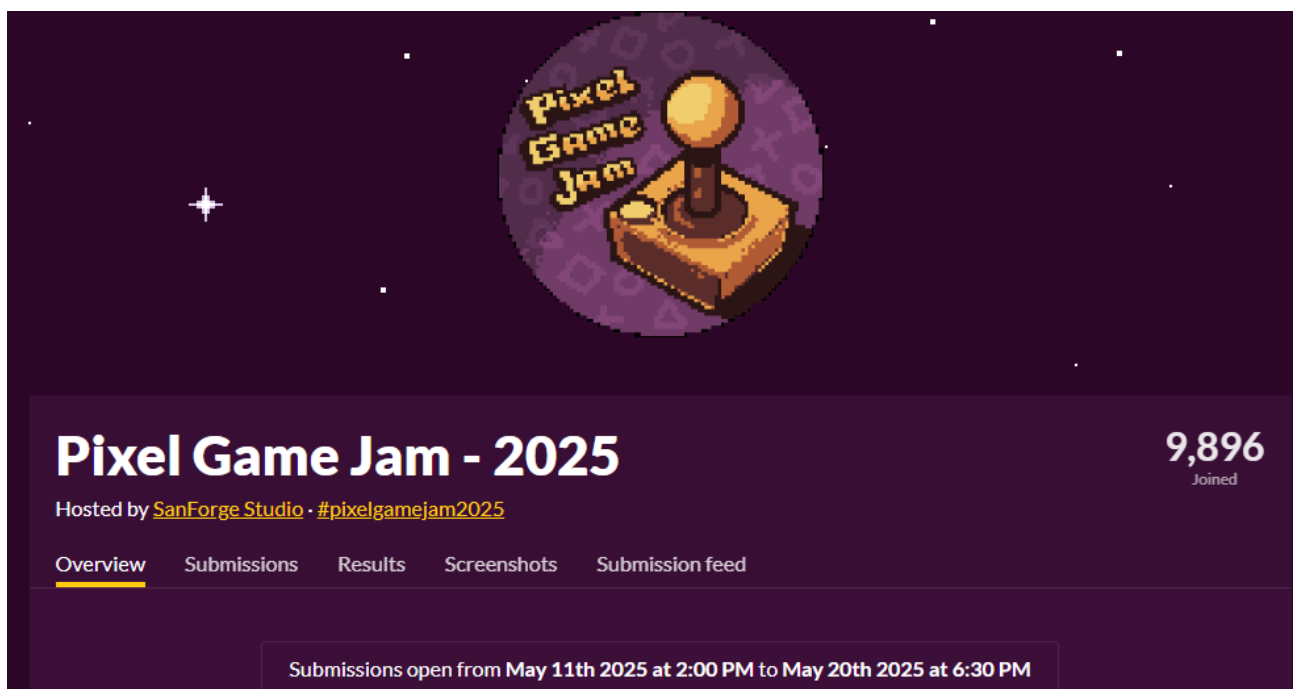 Pixel
Game
Jam
Pixel Game Jam - 2025
9,896
Joined
Hosted by SanForge Studio · #pixelgamejam2025
Overview Submissions Results Screenshots Submission feed
Submissions open from May 11th 2025 at 2:00 PM to May 20th 2025 at 6:30 PM